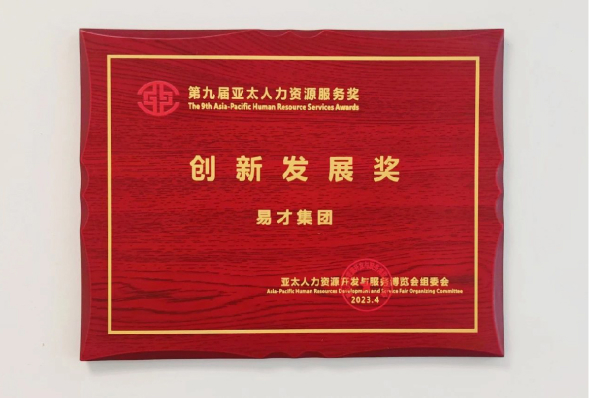 第九届亚太人力资源服务奖
The 9th Asia-Pacific Human Resource Services Awards
创新发展奖
易才集团
亚太人力资源开发与服务博览会组委会
Asia-Pacific Human Resources Development and Service Fair Organizing Committee
2023.4